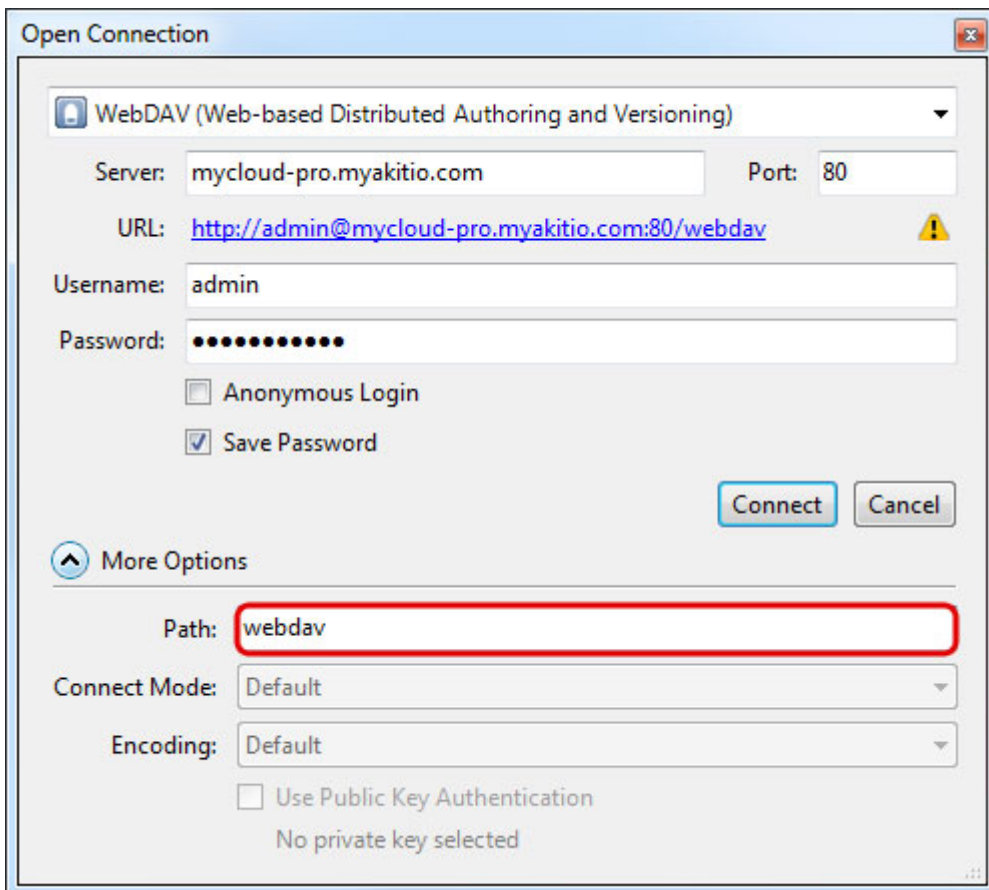 Open Connection
WebDAV (Web-based Distributed Authoring and Versioning)
Server: mycloud-pro.myakitio.com Port: 80
URL: http://admin@mycloud-pro.myakitio.com:80/webdav
Username: admin
Password: •••••••••••
Anonymous Login
Save Password
Connect Cancel
More Options
Path: webdav
Connect Mode: Default
Encoding: Default
Use Public Key Authentication
No private key selected